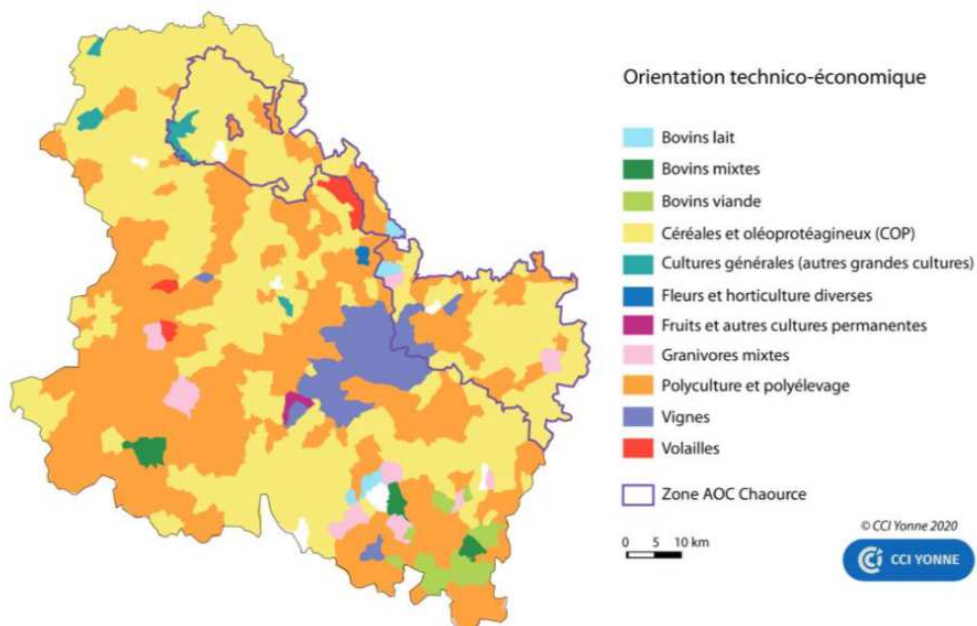 Orientation technico-économique
Bovins lait
Bovins mixtes
Bovins viande
Céréales et oléoprotéagineux (COP)
Cultures générales (autres grandes cultures)
Fleurs et horticulture diverses
Fruits et autres cultures permanentes
Granivores mixtes
Polyculture et polyélevage
Vignes
Volailles
Zone AOC Chaource
0 5 10 km
© CCI Yonne 2020
CCI YONNE